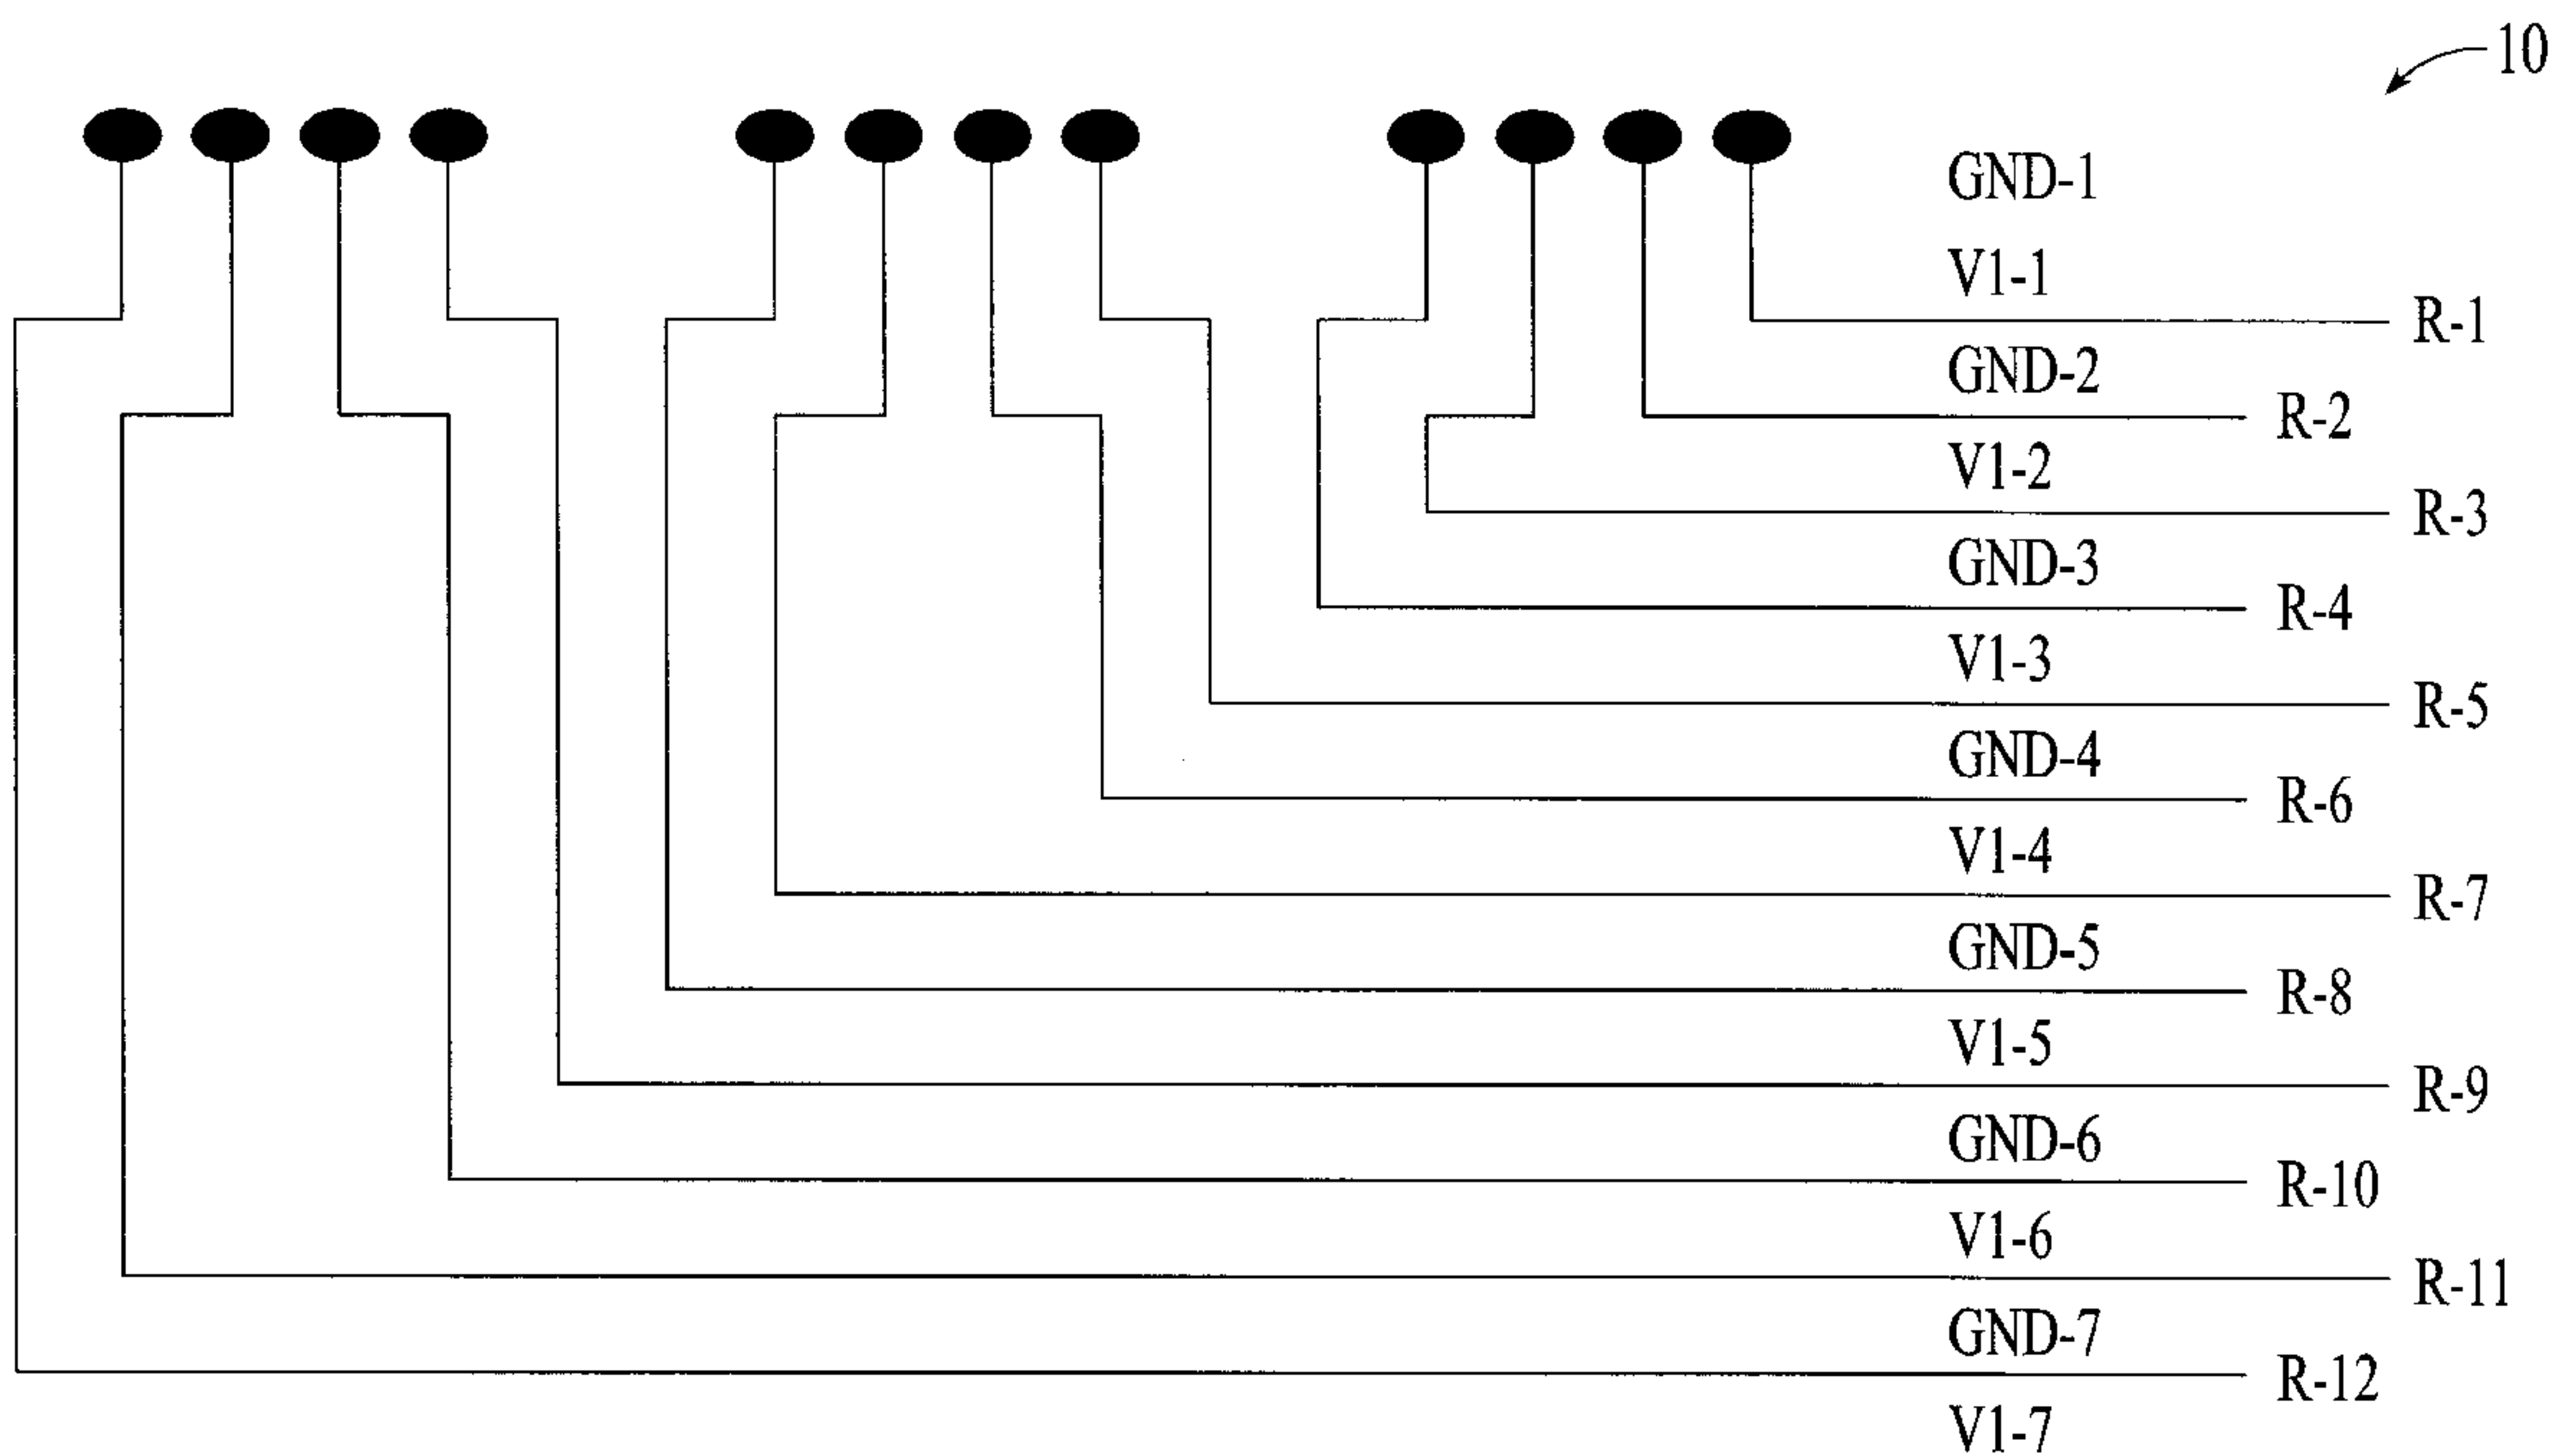 10
GND-1
V1-1
R-1
GND-2
R-2
V1-2
R-3
GND-3
R-4
V1-3
R-5
GND-4
R-6
V1-4
R-7
GND-5
R-8
V1-5
R-9
GND-6
R-10
V1-6
R-11
GND-7
R-12
V1-7